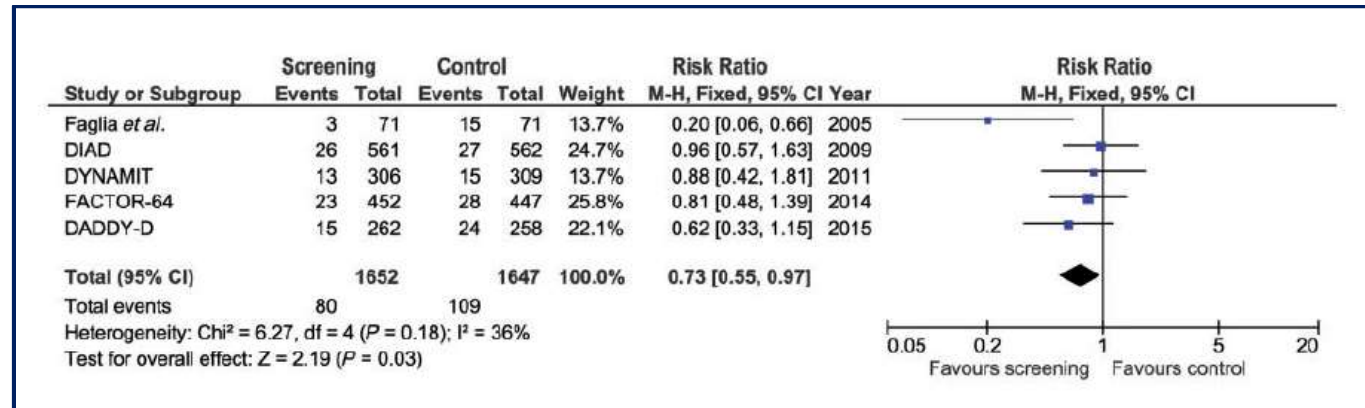 Screening Control Risk Ratio Risk Ratio
Study or Subgroup Events Total Events Total Weight M-H, Fixed, 95% CI Year M-H, Fixed, 95% CI
Faglia et al. 3 71 15 71 13.7% 0.20 [0.06, 0.66] 2005
DIAD 26 561 27 562 24.7% 0.96 [0.57, 1.63] 2009
DYNAMIT 13 306 15 309 13.7% 0.88 [0.42, 1.81] 2011
FACTOR-64 23 452 28 447 25.8% 0.81 [0.48, 1.39] 2014
DADDY-D 15 262 24 258 22.1% 0.62 [0.33, 1.15] 2015
Total (95% CI) 1652 1647 100.0% 0.73 [0.55, 0.97]
Total events 80 109
Heterogeneity: Chi² = 6.27, df = 4 (P = 0.18); I² = 36%
Test for overall effect: Z = 2.19 (P = 0.03)
0.05 0.2 1 5 20
Favours screening Favours control